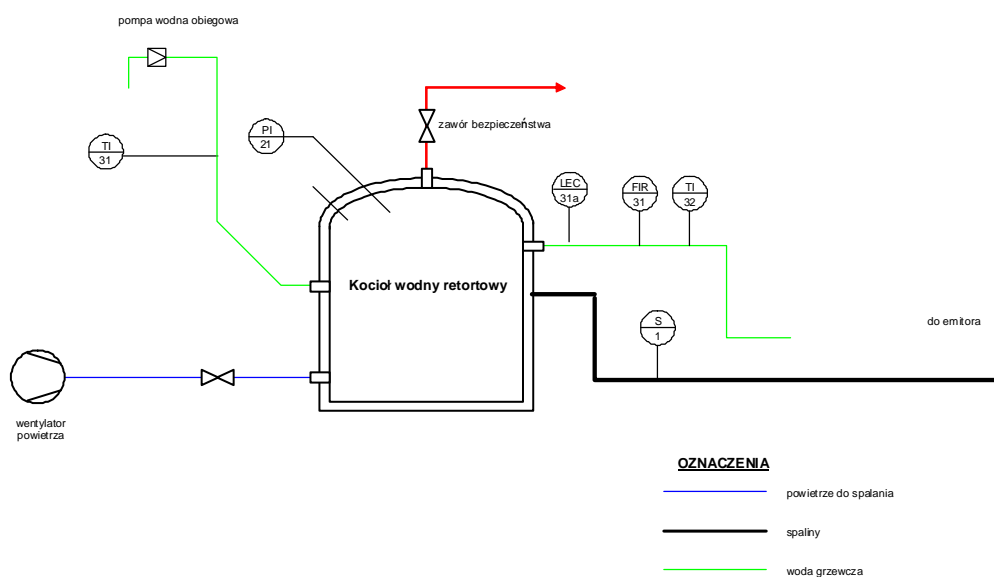 pompa wodna obiegowa
PI
21
zawór bezpieczeństwa
TI
31
LEC
31a
FIR
31
TI
32
Kocioł wodny retortowy
S
1
do emitora
wentylator
powietrza
OZNACZENIA
powietrze do spalania
spaliny
woda grzewcza